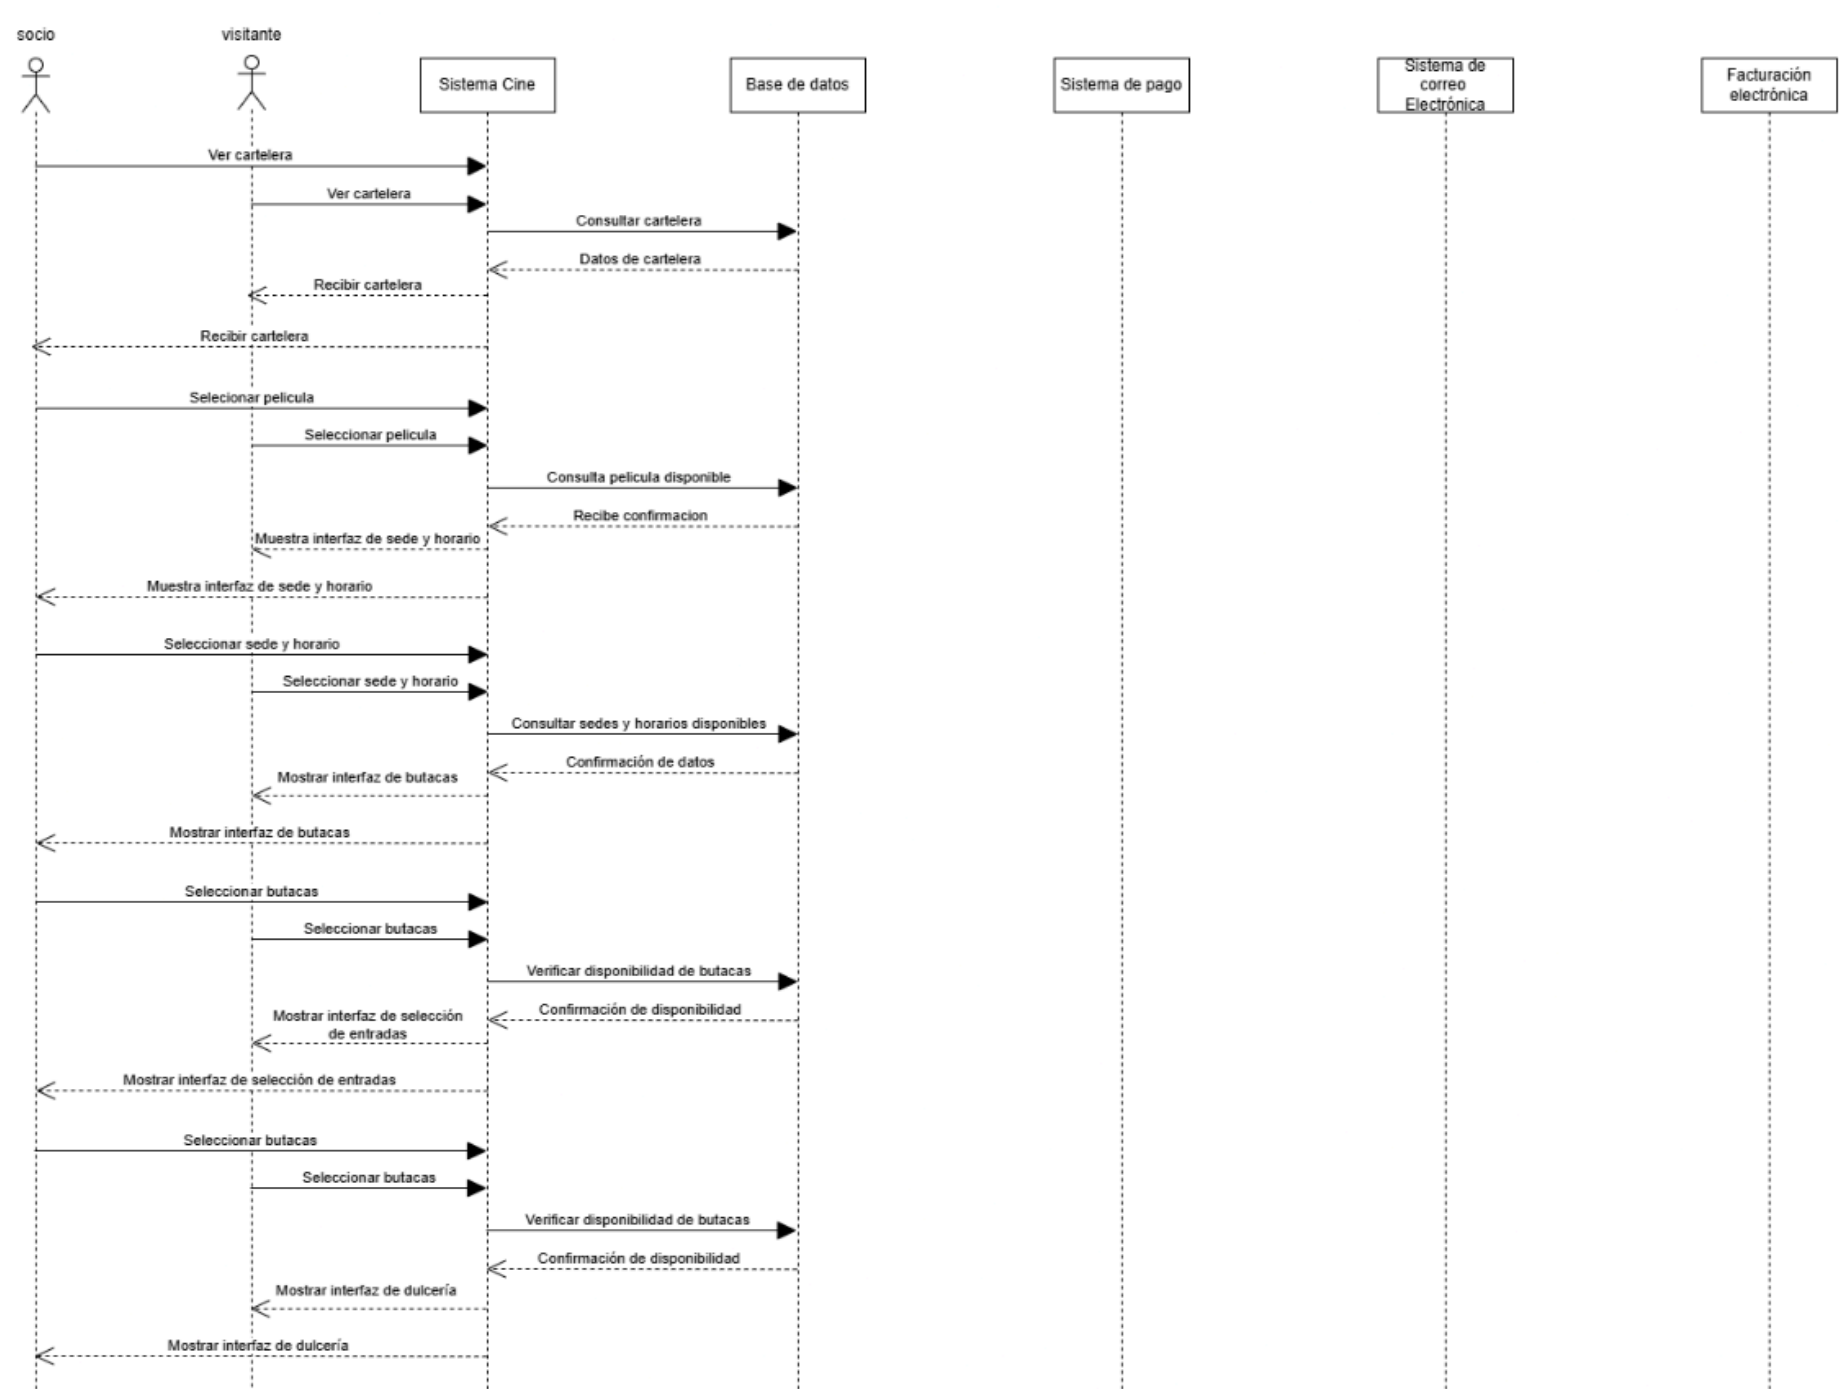 socio
visitante
Sistema Cine
Base de datos
Sistema de pago
Sistema de
correo
Electrónica
Facturación
electrónica
Ver cartelera
Ver cartelera
Consultar cartelera
Datos de cartelera
Recibir cartelera
Recibir cartelera
Selecionar pelicula
Seleccionar pelicula
Consulta pelicula disponible
Recibe confirmacion
Muestra interfaz de sede y horario
Muestra interfaz de sede y horario
Seleccionar sede y horario
Seleccionar sede y horario
Consultar sedes y horarios disponibles
Confirmación de datos
Mostrar interfaz de butacas
Mostrar interfaz de butacas
Seleccionar butacas
Seleccionar butacas
Verificar disponibilidad de butacas
Confirmación de disponibilidad
Mostrar interfaz de selección
de entradas
Mostrar interfaz de selección de entradas
Seleccionar butacas
Seleccionar butacas
Verificar disponibilidad de butacas
Confirmación de disponibilidad
Mostrar interfaz de dulcería
Mostrar interfaz de dulcería